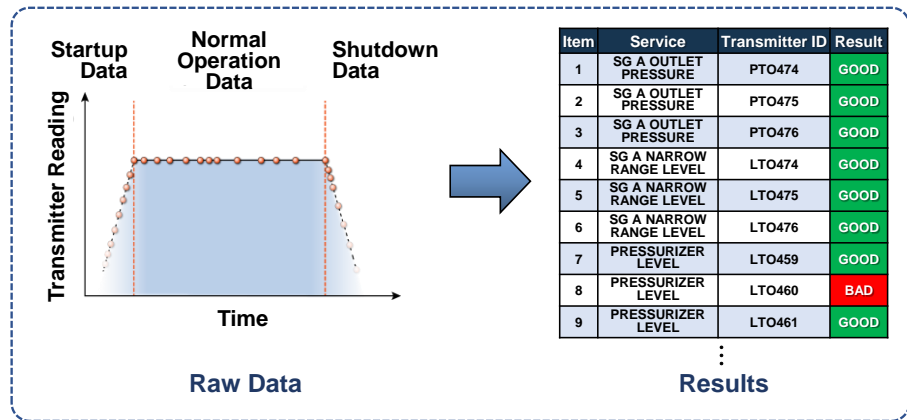 Startup
Data
Normal
Operation
Data
Shutdown
Data
Transmitter Reading
Time
Raw Data
Item Service Transmitter ID Result
1 SG A OUTLET PRESSURE PTO474 GOOD
2 SG A OUTLET PRESSURE PTO475 GOOD
3 SG A OUTLET PRESSURE PTO476 GOOD
4 SG A NARROW RANGE LEVEL LTO474 GOOD
5 SG A NARROW RANGE LEVEL LTO475 GOOD
6 SG A NARROW RANGE LEVEL LTO476 GOOD
7 PRESSURIZER LEVEL LTO459 GOOD
8 PRESSURIZER LEVEL LTO460 BAD
9 PRESSURIZER LEVEL LTO461 GOOD
⋮
Results